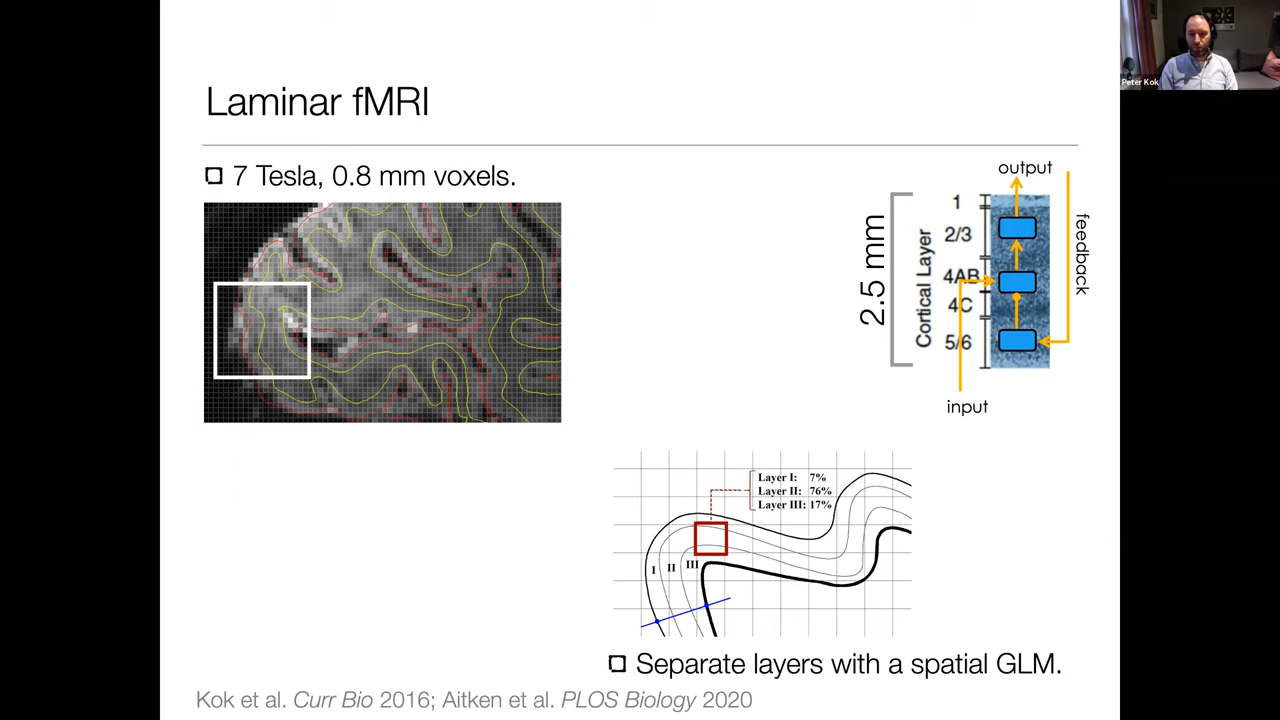 Peter Kok
Laminar fMRI
7 Tesla, 0.8 mm voxels.
output
feedback
2.5 mm
Cortical Layer
1
2/3
4AB
4C
5/6
input
Layer I: 7%
Layer II: 76%
Layer III: 17%
I II III
Separate layers with a spatial GLM.
Kok et al. Curr Bio 2016; Aitken et al. PLOS Biology 2020